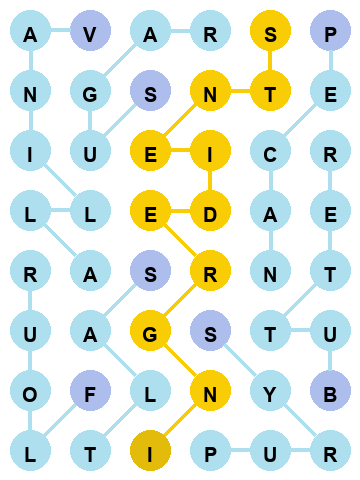 A V A R S P
N G S N T E
I U E I C R
L L E D A E
R A S R N T
U A G S T U
O F L N Y B
L T I P U R